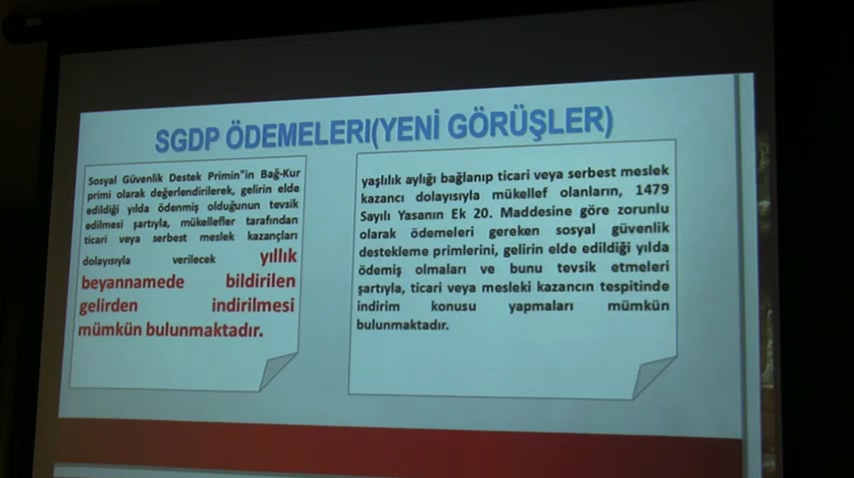 SGDP ÖDEMELERI(YENİ GÖRÜŞLER)
Sosyal Güvenlik Destek Primin"in Bağ-Kur
primi olarak değerlendirilerek, gelirin elde
edildiği yılda ödenmiş olduğunun tevsik
edilmesi şartıyla, mükellefler tarafından
ticari veya serbest meslek kazançları
dolayısıyla verilecek yıllık
beyannamede bildirilen
gelirden indirilmesi
mümkün bulunmaktadır.
yaşlılık aylığı bağlanıp ticari veya serbest meslek
kazancı dolayısıyla mükellef olanların, 1479
Sayılı Yasanın Ek 20. Maddesine göre zorunlu
olarak ödemeleri gereken sosyal güvenlik
destekleme primlerini, gelirin elde edildiği yılda
ödemiş olmaları ve bunu tevsik etmeleri
şartıyla, ticari veya mesleki kazancın tespitinde
indirim konusu yapmaları mümkün
bulunmaktadır.